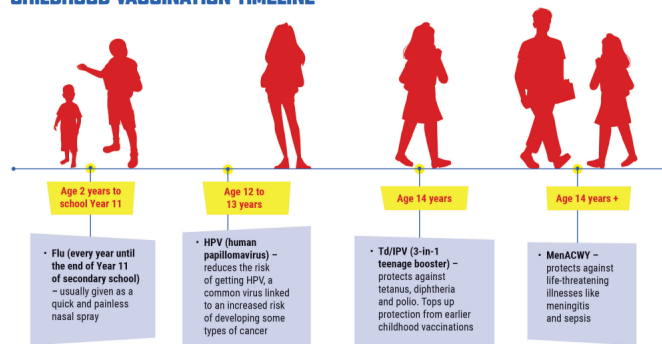 CHILDHOOD VACCINATION TIMELINE
Age 2 years to
school Year 11
Age 12 to
13 years
Age 14 years
Age 14 years +
• Flu (every year until
the end of Year 11
of secondary school)
– usually given as a
quick and painless
nasal spray
• HPV (human
papillomavirus) –
reduces the risk
of getting HPV, a
common virus linked
to an increased risk
of developing some
types of cancer
• Td/IPV (3-in-1
teenage booster) –
protects against
tetanus, diphtheria
and polio. Tops up
protection from earlier
childhood vaccinations
• MenACWY –
protects against
life-threatening
illnesses like
meningitis
and sepsis